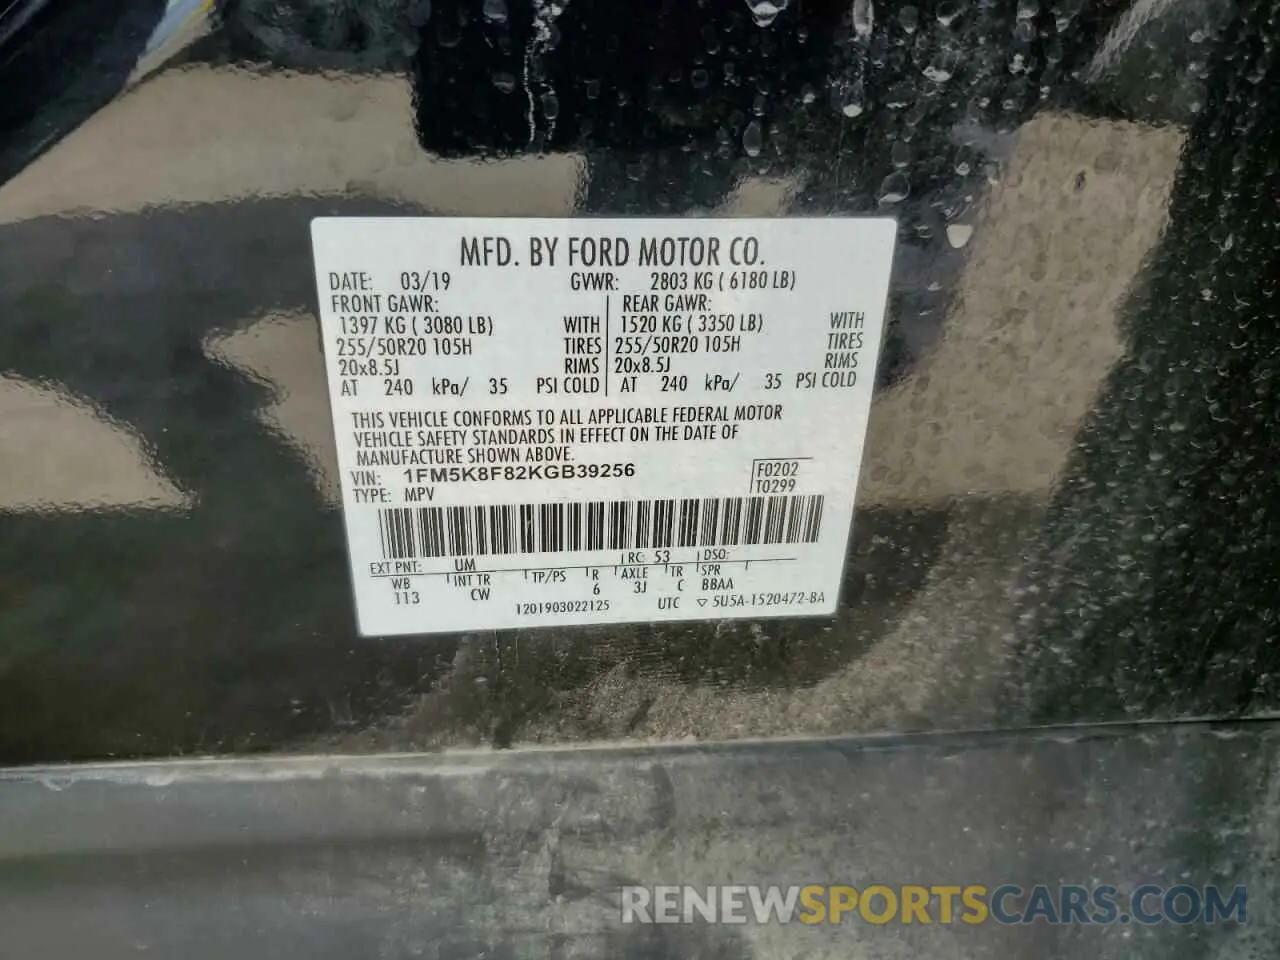 MFD. BY FORD MOTOR CO.
DATE: 03/19 GVWR: 2803 KG ( 6180 LB)
FRONT GAWR: REAR GAWR:
1397 KG ( 3080 LB) WITH 1520 KG ( 3350 LB) WITH
255/50R20 105H TIRES 255/50R20 105H TIRES
20x8.5J RIMS 20x8.5J RIMS
AT 240 kPa/ 35 PSI COLD AT 240 kPa/ 35 PSI COLD
THIS VEHICLE CONFORMS TO ALL APPLICABLE FEDERAL MOTOR
VEHICLE SAFETY STANDARDS IN EFFECT ON THE DATE OF
MANUFACTURE SHOWN ABOVE.
VIN: 1FM5K8F82KGB39256 F0202
TYPE: MPV T0299
EXT PNT: UM RC: 53 DSO:
WB INT TR TP/PS R AXLE TR SPR
113 CW 6 3J C BBAA
1201903022125 UTC ▽ 5U5A-1520472-BA
RENEWSPORTSCARS.COM